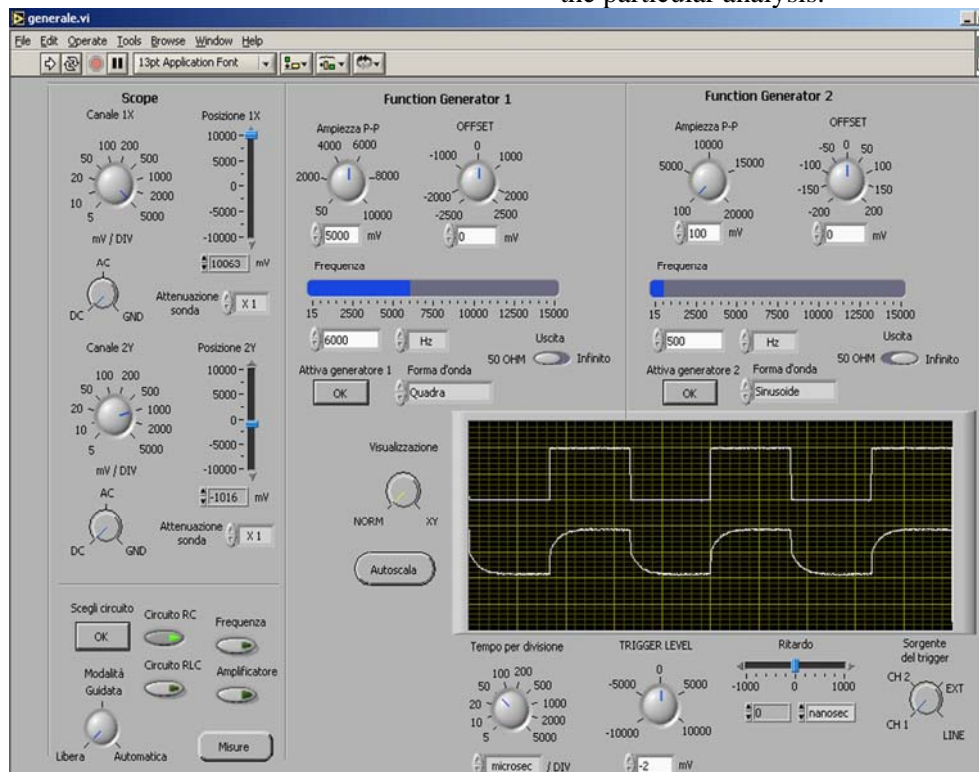 the particular analysis.
generale.vi
File Edit Operate Tools Browse Window Help
13pt Application Font
Scope
Canale 1X
Posizione 1X
5 10 20 50 100 200 500 1000 2000 5000
mV / DIV
10000
5000
0
-5000
-10000
10063 mV
AC
DC GND
Attenuazione sonda X 1
Canale 2Y
Posizione 2Y
5 10 20 50 100 200 500 1000 2000 5000
mV / DIV
10000
5000
0
-5000
-10000
-1016 mV
AC
DC GND
Attenuazione sonda X 1
Scegli circuito
OK
Circuito RC
Frequenza
Circuito RLC
Amplificatore
Modalità
Guidata
Libera Automatica
Misure
Function Generator 1
Ampiezza P-P
50 2000 4000 6000 8000 10000
5000 mV
OFFSET
-2500 -2000 -1000 0 1000 2000 2500
0 mV
Frequenza
15 2500 5000 7500 10000 12500 15000
6000 Hz
Uscita
50 OHM Infinito
Attiva generatore 1
OK
Forma d'onda
Quadra
Function Generator 2
Ampiezza P-P
100 5000 10000 15000 20000
100 mV
OFFSET
-200 -150 -100 -50 0 50 100 150 200
0 mV
Frequenza
15 2500 5000 7500 10000 12500 15000
500 Hz
Uscita
50 OHM Infinito
Attiva generatore 2
OK
Forma d'onda
Sinusoide
Visualizzazione
NORM XY
Autoscala
Tempo per divisione
5 10 20 50 100 200 500 1000 2000 5000
microsec / DIV
TRIGGER LEVEL
-10000 -5000 0 5000 10000
-2 mV
Ritardo
-1000 0 1000
0 nanosec
Sorgente
del trigger
CH 2
EXT
CH 1
LINE